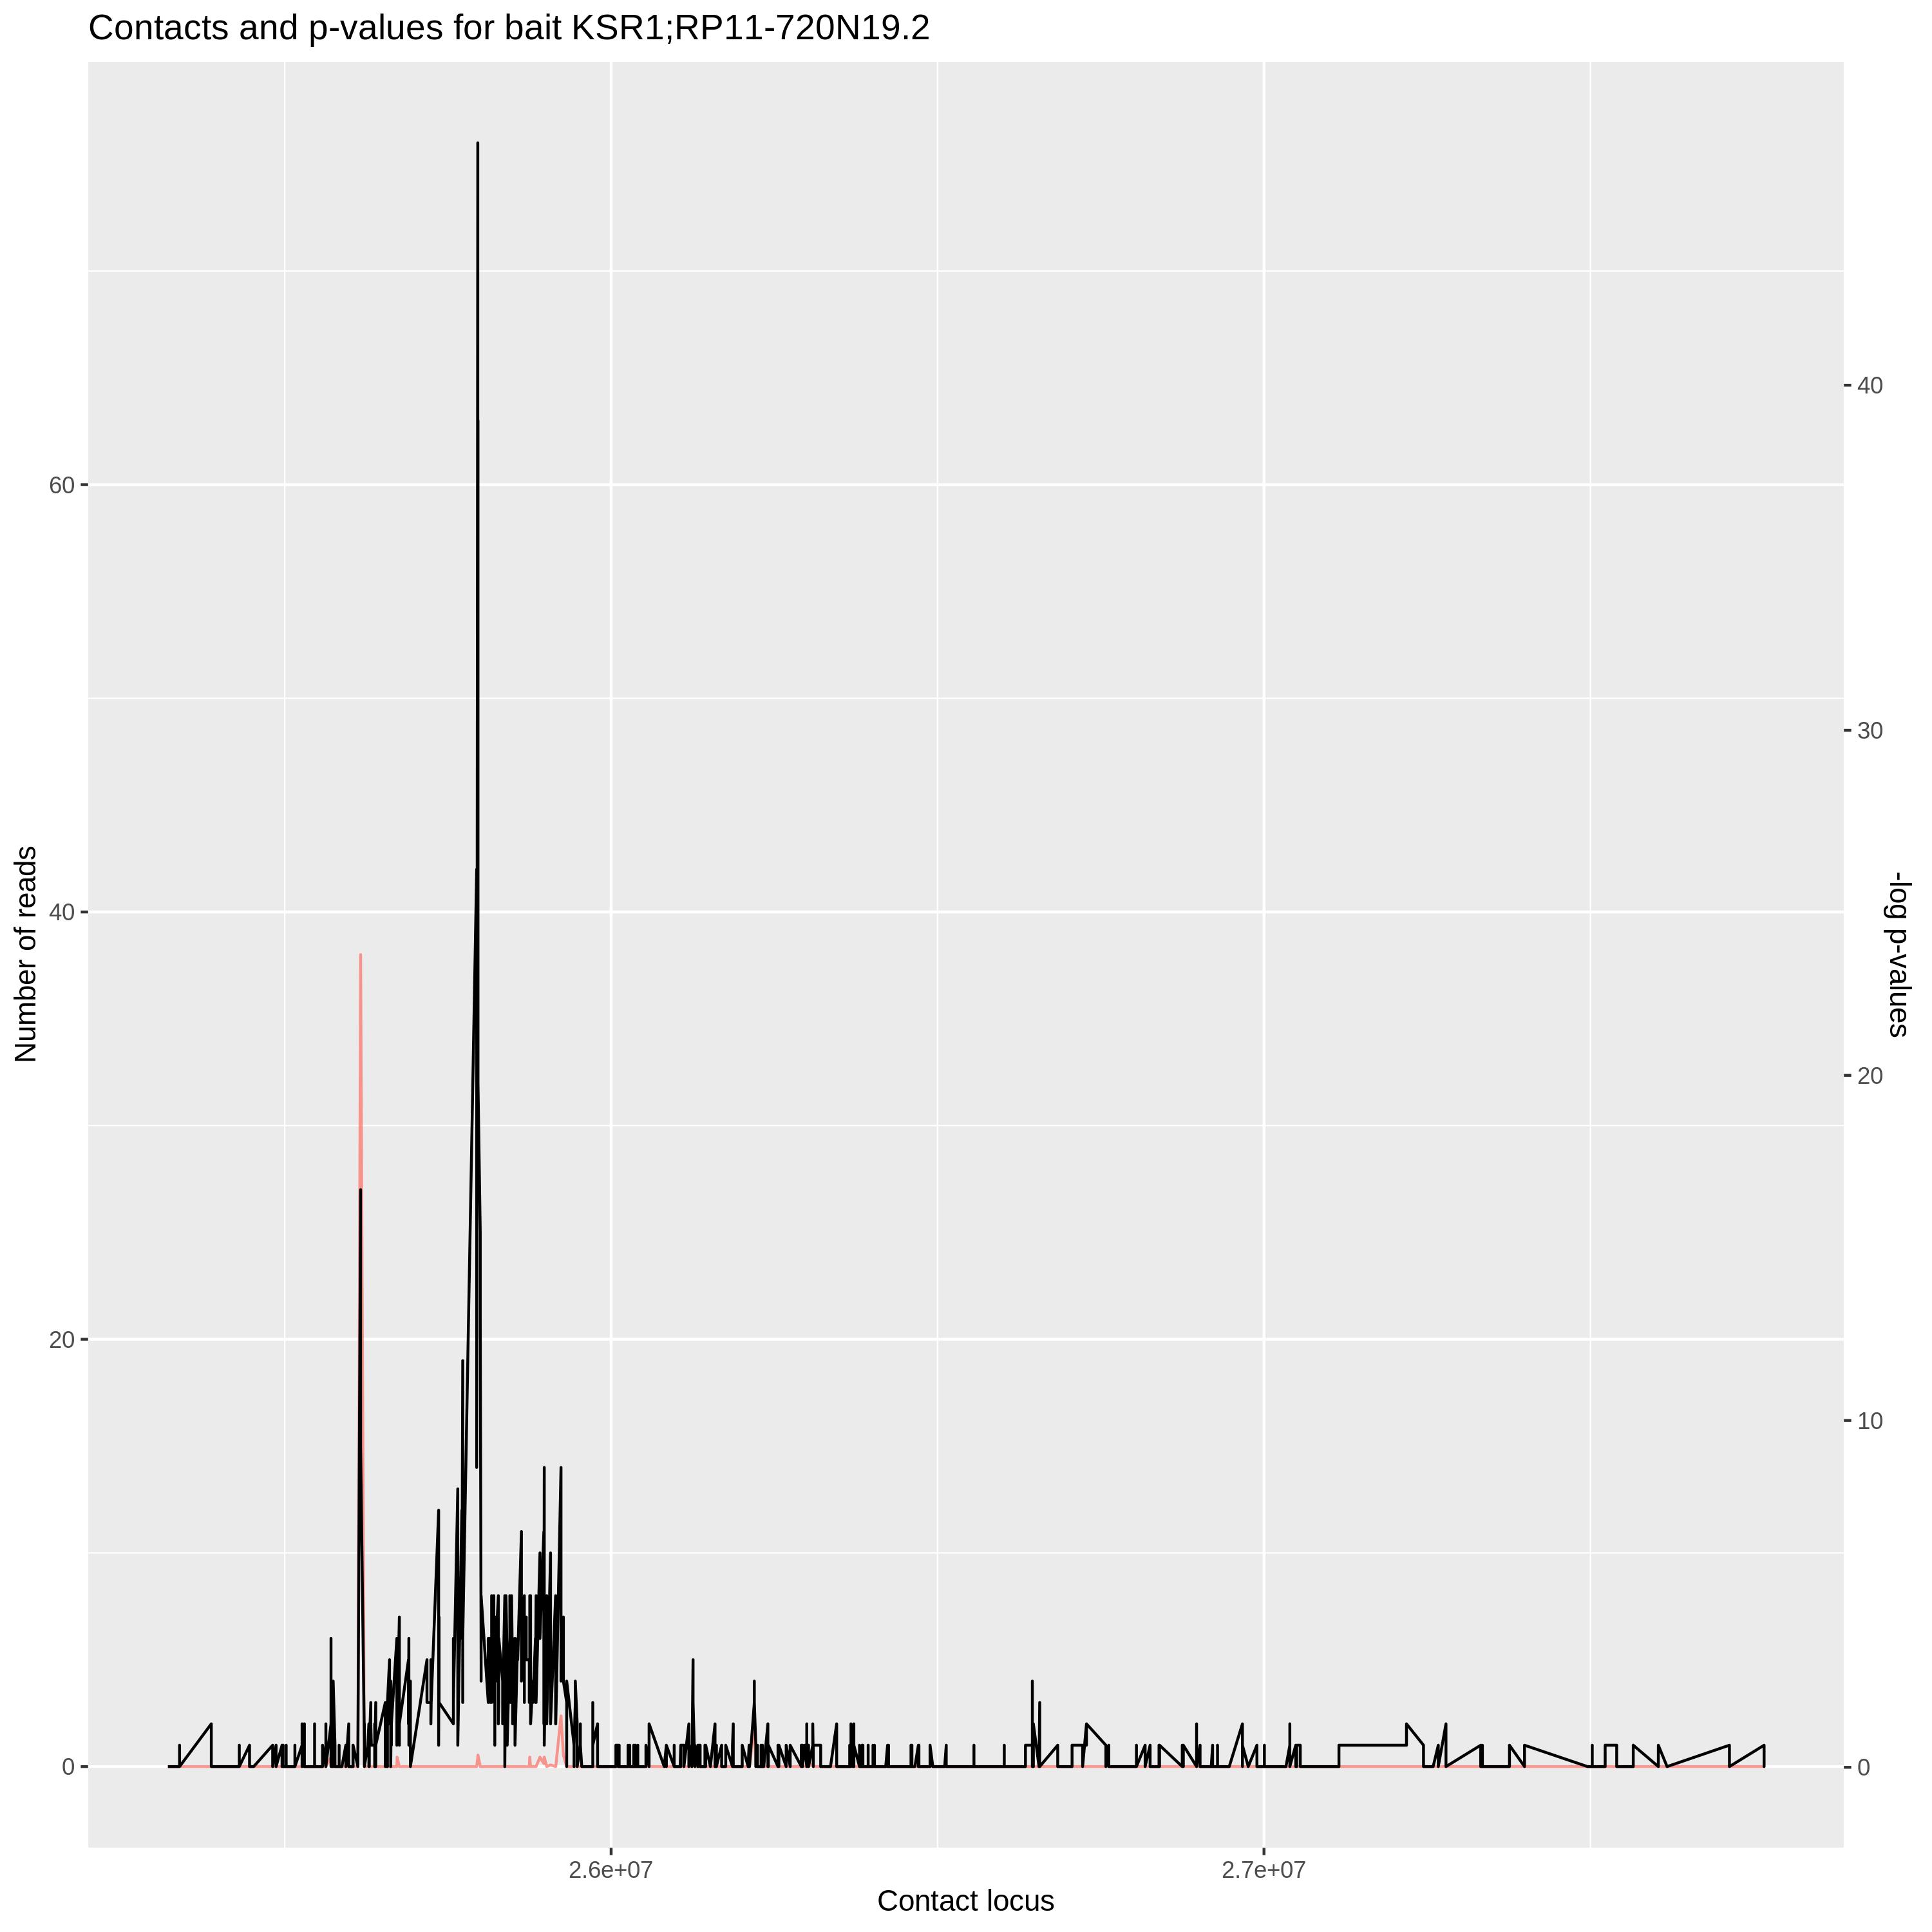 Contacts and p-values for bait KSR1;RP11-720N19.2
Number of reads
60
40
20
0
40
30
20
10
0
-log p-values
2.6e+07
2.7e+07
Contact locus